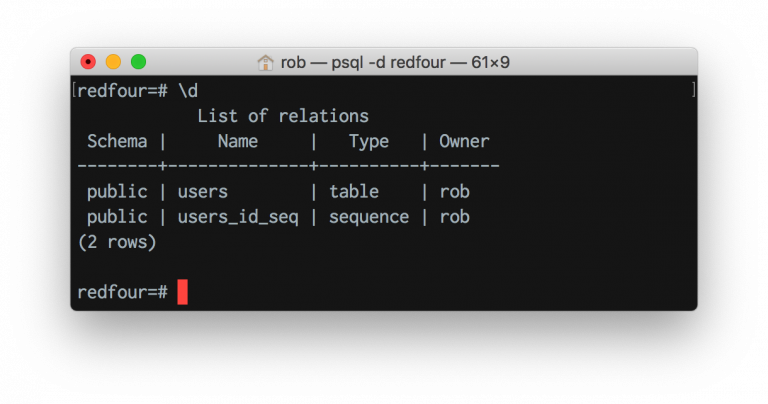 rob — psql -d redfour — 61×9
[redfour=# \d ]
List of relations
Schema | Name | Type | Owner
--------+--------------+----------+-------
public | users | table | rob
public | users_id_seq | sequence | rob
(2 rows)
redfour=#